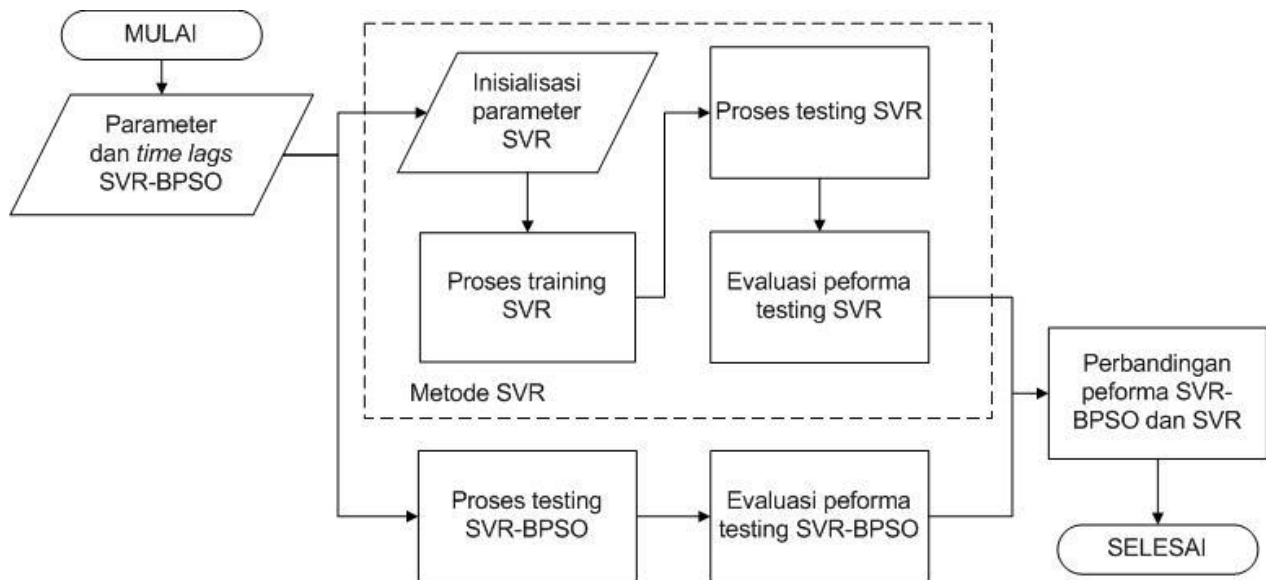 MULAI
Parameter
dan time lags
SVR-BPSO
Inisialisasi
parameter
SVR
Proses training
SVR
Proses testing SVR
Evaluasi peforma
testing SVR
Metode SVR
Proses testing
SVR-BPSO
Evaluasi peforma
testing SVR-BPSO
Perbandingan
peforma SVR-
BPSO dan SVR
SELESAI